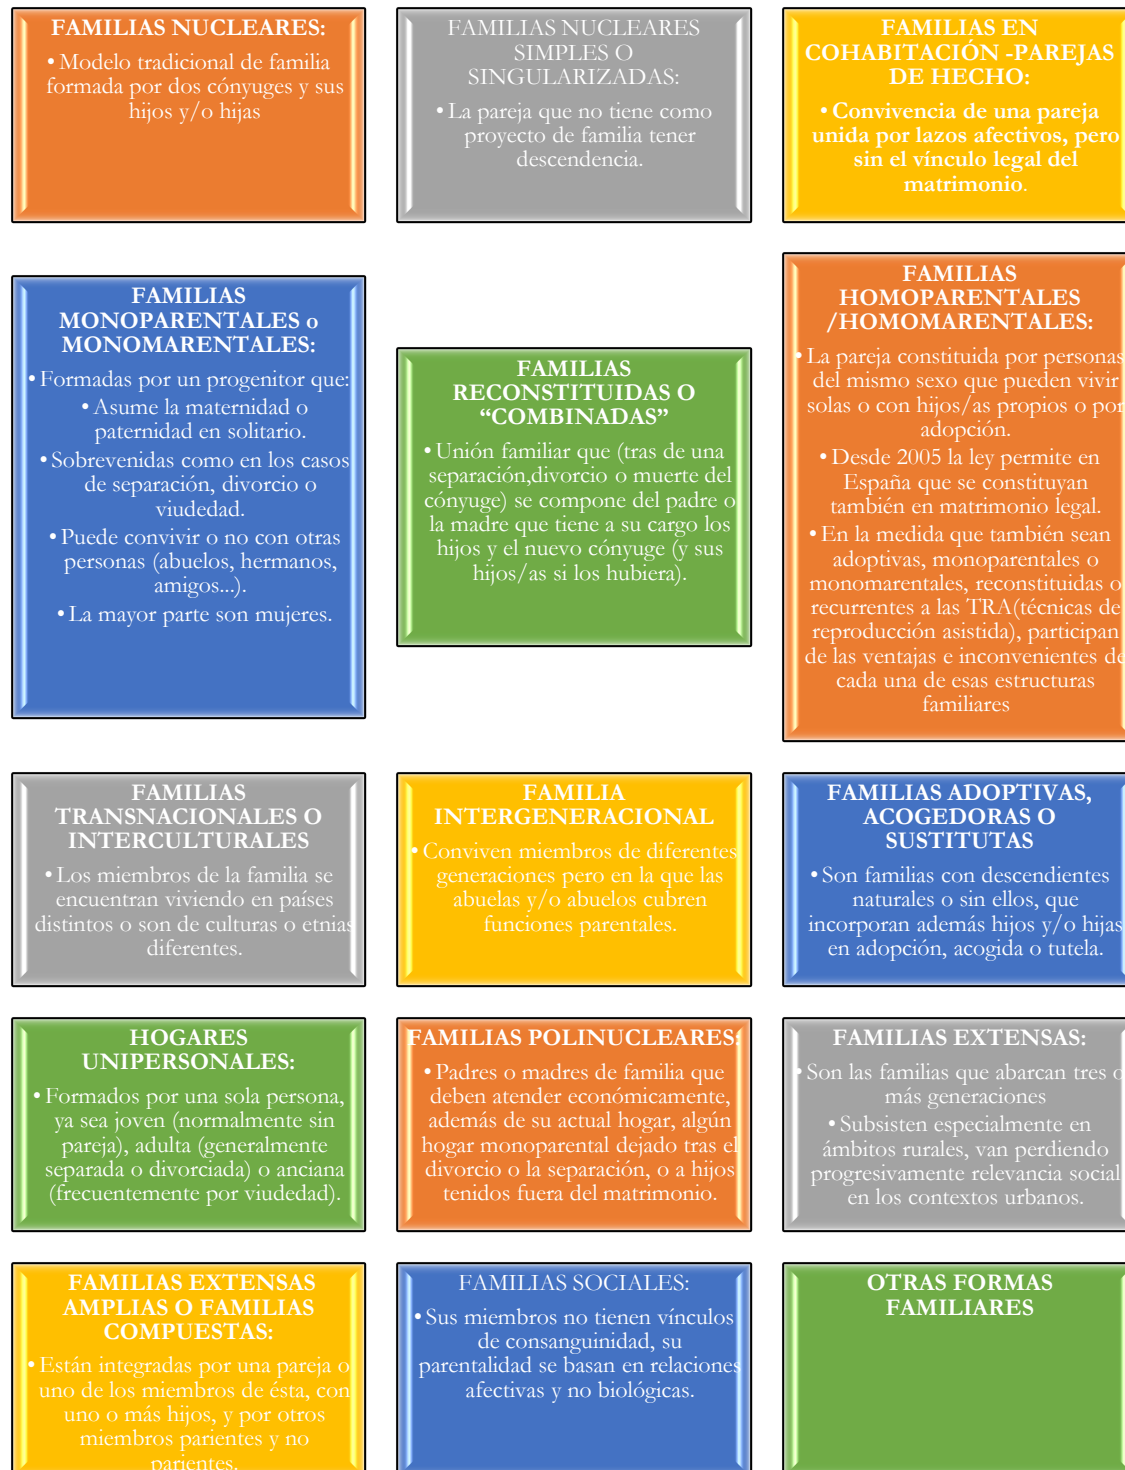 FAMILIAS NUCLEARES:
• Modelo tradicional de familia
formada por dos cónyuges y sus
hijos y/o hijas
FAMILIAS NUCLEARES
SIMPLES O
SINGULARIZADAS:
• La pareja que no tiene como
proyecto de familia tener
descendencia.
FAMILIAS EN
COHABITACIÓN -PAREJAS
DE HECHO:
• Convivencia de una pareja
unida por lazos afectivos, pero
sin el vínculo legal del
matrimonio.
FAMILIAS
MONOPARENTALES o
MONOMARENTALES:
• Formadas por un progenitor que:
• Asume la maternidad o
paternidad en solitario.
• Sobrevenidas como en los casos
de separación, divorcio o
viudedad.
• Puede convivir o no con otras
personas (abuelos, hermanos,
amigos...).
• La mayor parte son mujeres.
FAMILIAS
RECONSTITUIDAS O
“COMBINADAS”
• Unión familiar que (tras de una
separación,divorcio o muerte del
cónyuge) se compone del padre o
la madre que tiene a su cargo los
hijos y el nuevo cónyuge (y sus
hijos/as si los hubiera).
FAMILIAS
HOMOPARENTALES
/HOMOMARENTALES:
• La pareja constituida por personas
del mismo sexo que pueden vivir
solas o con hijos/as propios o por
adopción.
• Desde 2005 la ley permite en
España que se constituyan
también en matrimonio legal.
• En la medida que también sean
adoptivas, monoparentales o
monomarentales, reconstituidas o
recurrentes a las TRA(técnicas de
reproducción asistida), participan
de las ventajas e inconvenientes de
cada una de esas estructuras
familiares
FAMILIAS
TRANSNACIONALES O
INTERCULTURALES
• Los miembros de la familia se
encuentran viviendo en países
distintos o son de culturas o etnias
diferentes.
FAMILIA
INTERGENERACIONAL
• Conviven miembros de diferentes
generaciones pero en la que las
abuelas y/o abuelos cubren
funciones parentales.
FAMILIAS ADOPTIVAS,
ACOGEDORAS O
SUSTITUTAS
• Son familias con descendientes
naturales o sin ellos, que
incorporan además hijos y/o hijas
en adopción, acogida o tutela.
HOGARES
UNIPERSONALES:
• Formados por una sola persona,
ya sea joven (normalmente sin
pareja), adulta (generalmente
separada o divorciada) o anciana
(frecuentemente por viudedad).
FAMILIAS POLINUCLEARES:
• Padres o madres de familia que
deben atender económicamente,
además de su actual hogar, algún
hogar monoparental dejado tras el
divorcio o la separación, o a hijos
tenidos fuera del matrimonio.
FAMILIAS EXTENSAS:
• Son las familias que abarcan tres o
más generaciones
• Subsisten especialmente en
ámbitos rurales, van perdiendo
progresivamente relevancia social
en los contextos urbanos.
FAMILIAS EXTENSAS
AMPLIAS O FAMILIAS
COMPUESTAS:
• Están integradas por una pareja o
uno de los miembros de ésta, con
uno o más hijos, y por otros
miembros parientes y no
parientes.
FAMILIAS SOCIALES:
• Sus miembros no tienen vínculos
de consanguinidad, su
parentalidad se basan en relaciones
afectivas y no biológicas.
OTRAS FORMAS
FAMILIARES